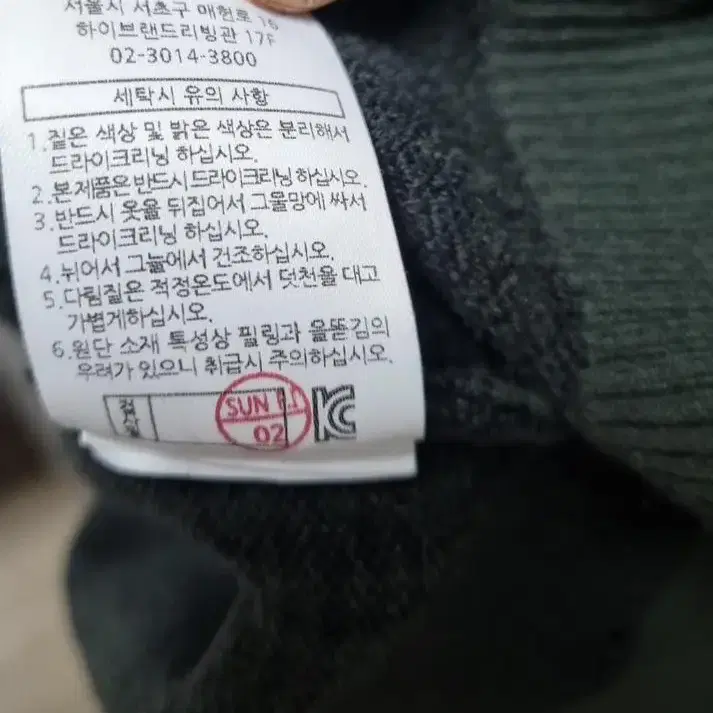 서울시 서초구 매헌로 16
하이브랜드리빙관 17F
02-3014-3800
세탁시 유의 사항
1.짙은 색상 및 밝은 색상은 분리해서
드라이크리닝 하십시오.
2.본제품은 반드시 드라이크리닝 하십시오.
3.반드시 옷을 뒤집어서 그물망에 싸서
드라이크리닝 하십시오.
4.뉘어서 그늘에서 건조하십시오.
5.다림질은 적정온도에서 덧천을 대고
가볍게하십시오.
6.원단 소재 특성상 필링과 올뜯김의
우려가 있으니 취급시 주의하십시오.
SUN
02